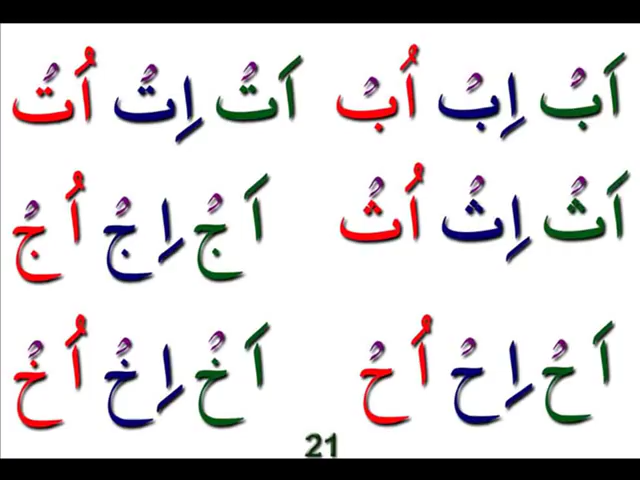 اَبْ اِبْ اُبْ اَتْ اِتْ اُتْ
اَثْ اِثْ اُثْ اَجْ اِجْ اُجْ
اَحْ اِحْ اُحْ اَخْ اِخْ اُخْ
21